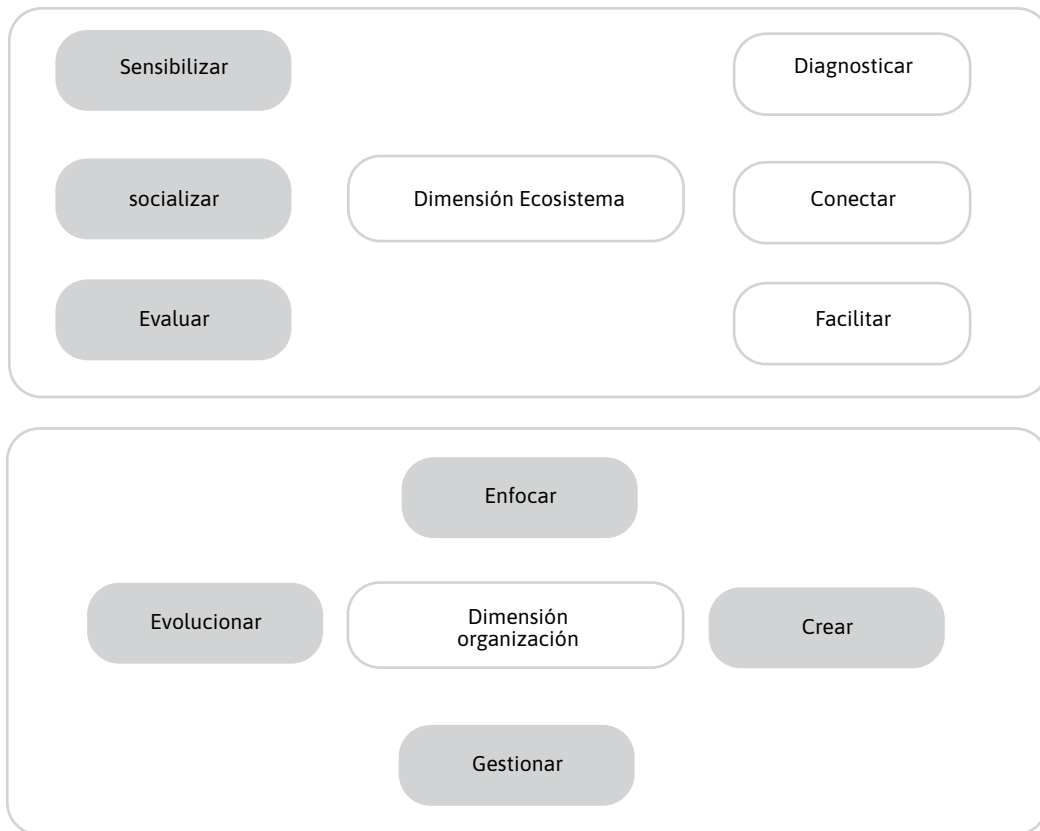 Sensibilizar
Diagnosticar
socializar
Dimensión Ecosistema
Conectar
Evaluar
Facilitar
Enfocar
Evolucionar
Dimensión
organización
Crear
Gestionar